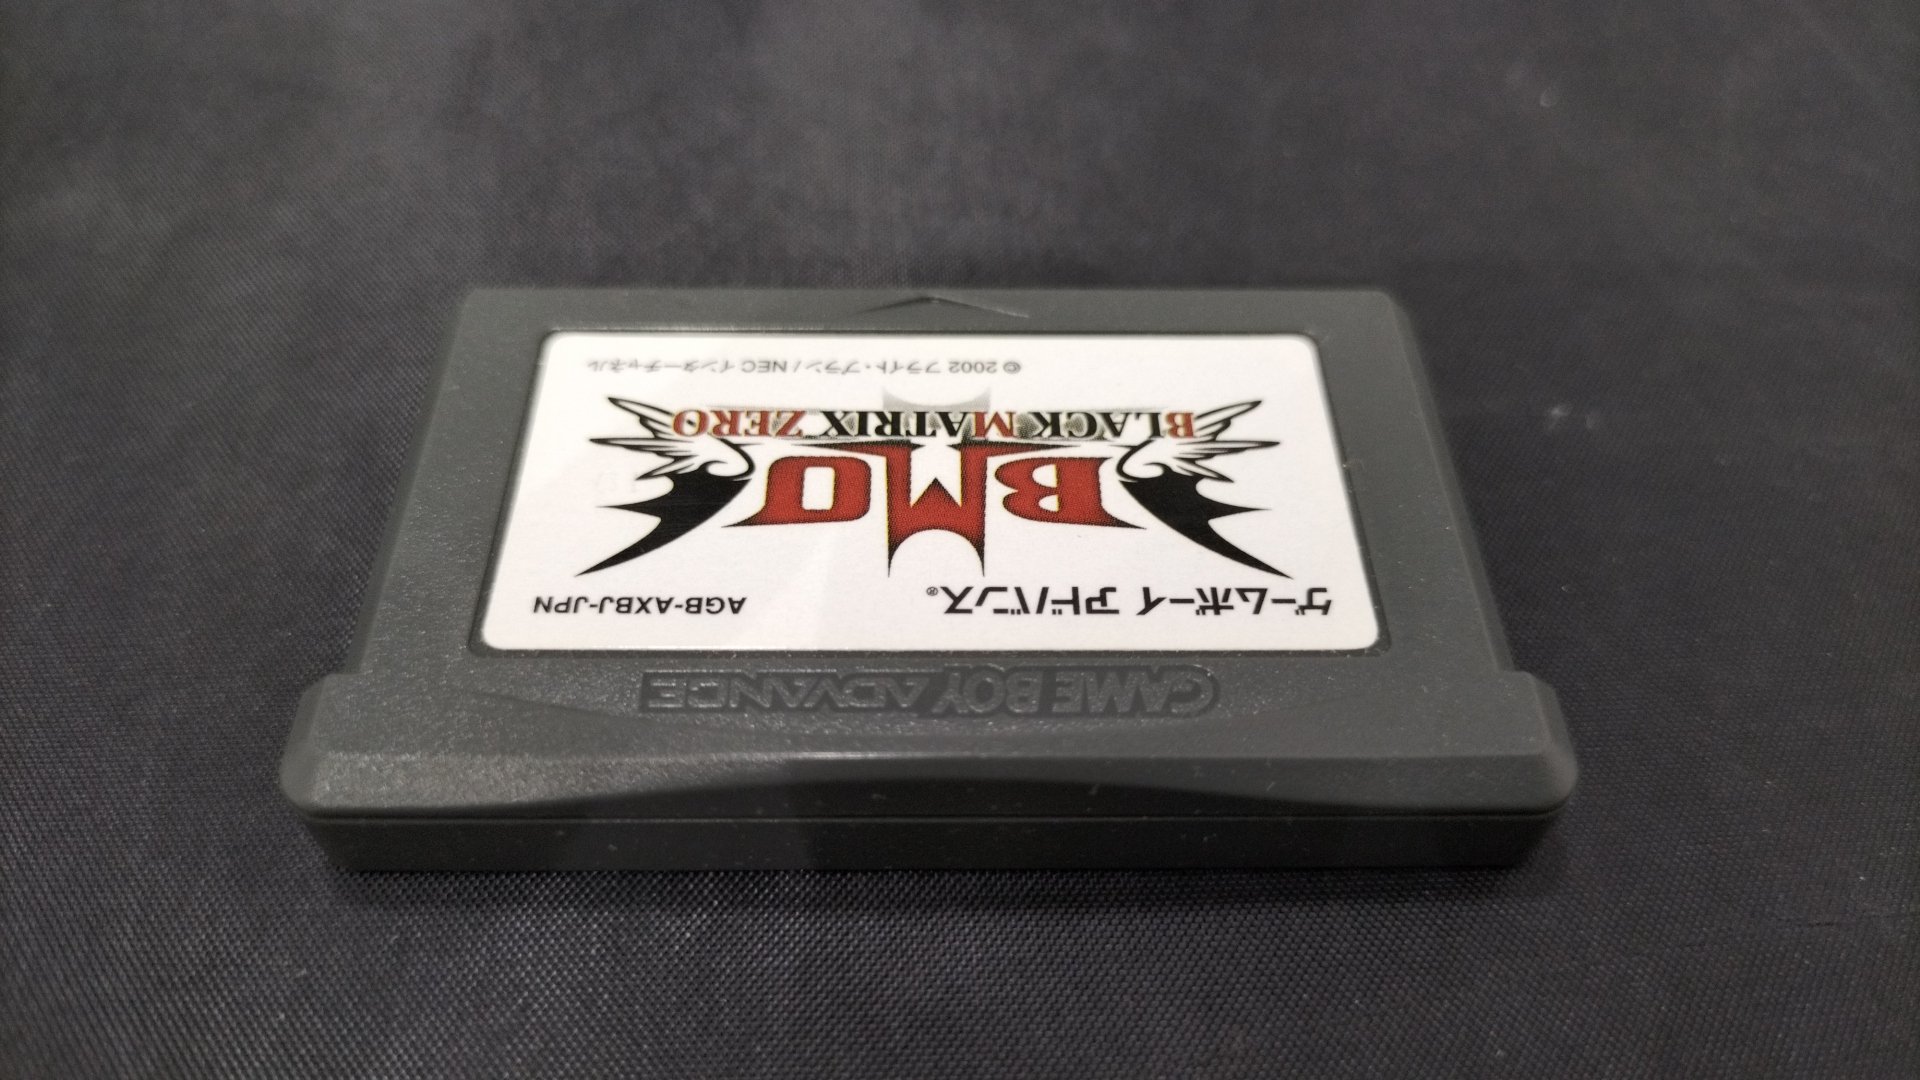 GAME BOY ADVANCE
ゲームボーイ アドバンス® AGB-AXBJ-JPN
BM0
BLACK MATRIX ZERO
© 2002 フライト・プラン / NEC インターチャネル